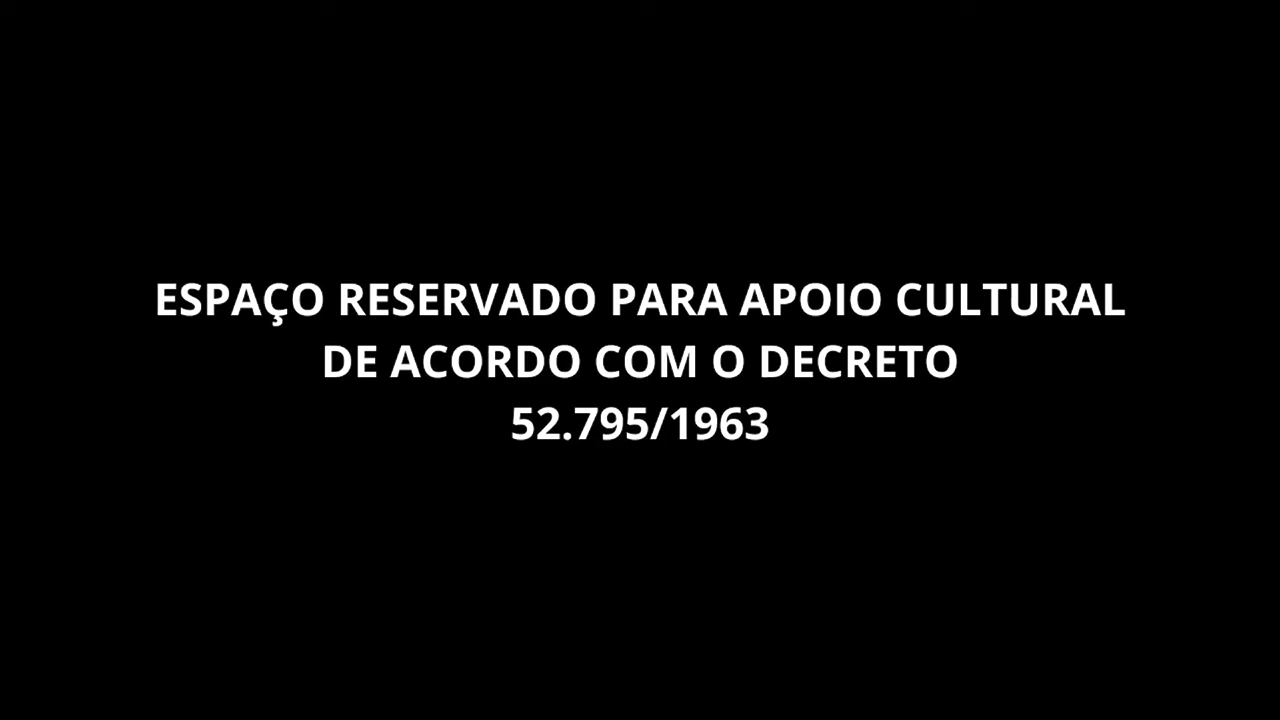 ESPAÇO RESERVADO PARA APOIO CULTURAL
DE ACORDO COM O DECRETO
52.795/1963